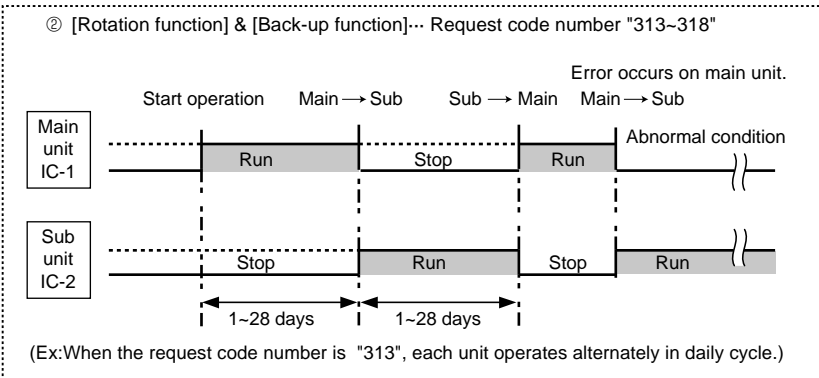 ② [Rotation function] & [Back-up function]··· Request code number "313~318"
Error occurs on main unit.
Start operation Main → Sub Sub → Main Main → Sub
Main
unit
IC-1
Run Stop Run Abnormal condition
Sub
unit
IC-2
Stop Run Stop Run
1~28 days 1~28 days
(Ex:When the request code number is "313", each unit operates alternately in daily cycle.)